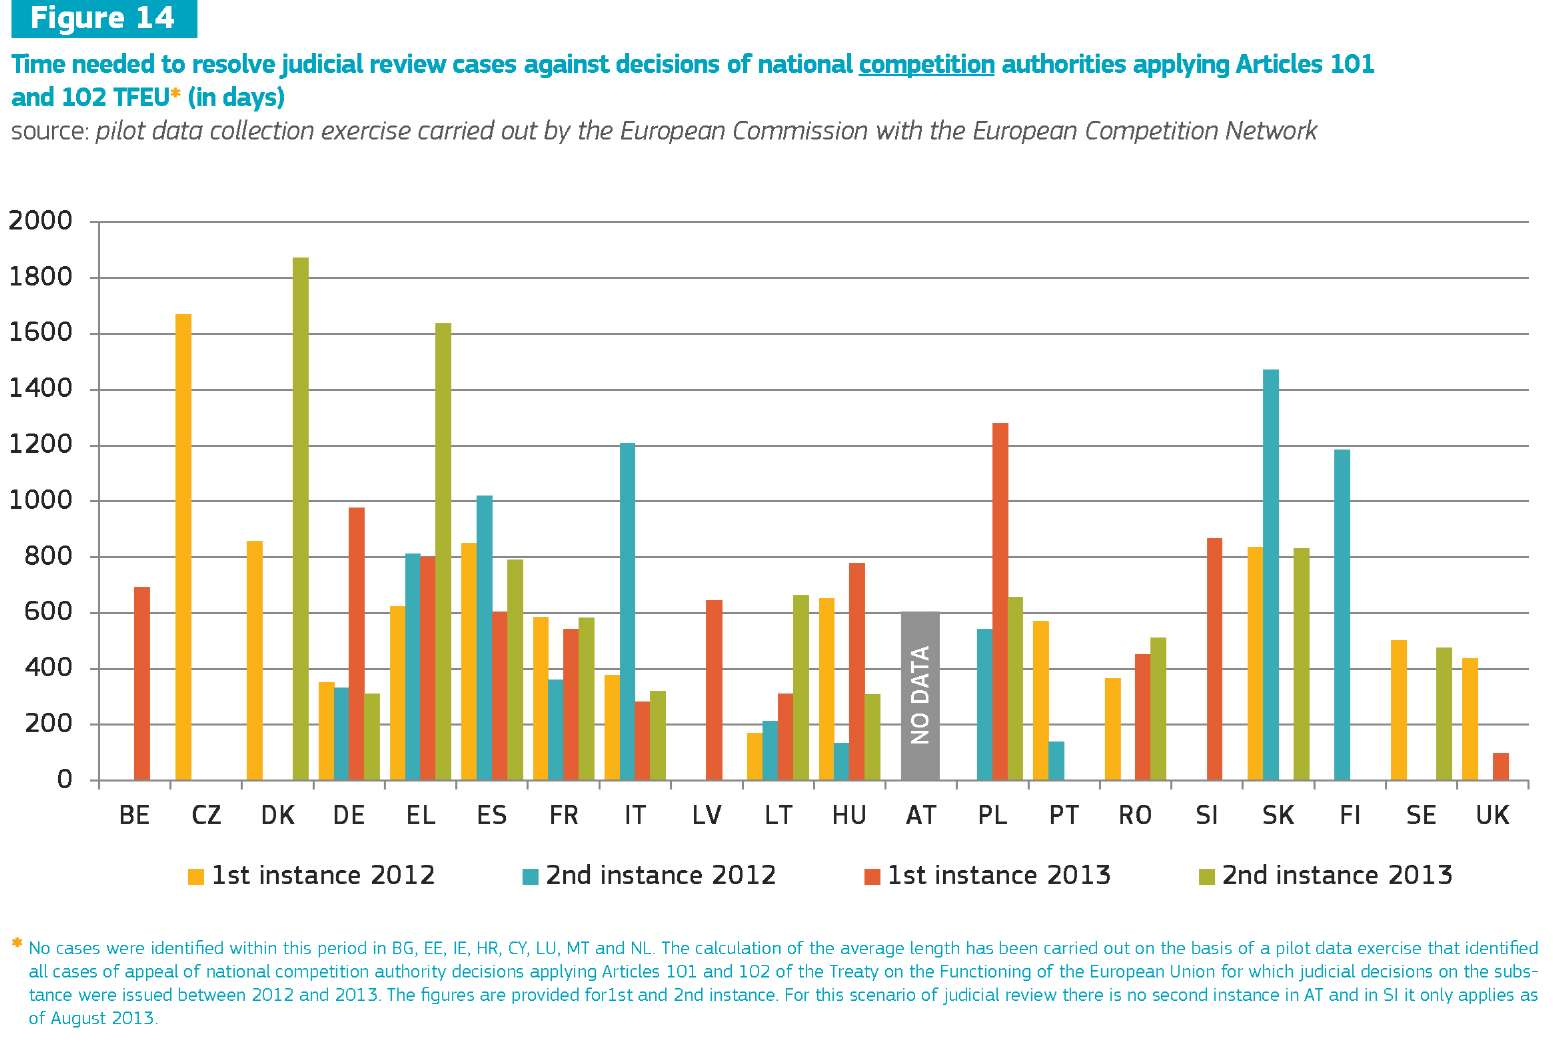 Figure 14
Time needed to resolve judicial review cases against decisions of national competition authorities applying Articles 101
and 102 TFEU* (in days)
source: pilot data collection exercise carried out by the European Commission with the European Competition Network
2000
1800
1600
1400
1200
1000
800
600
400
200
0
NO DATA
BE CZ DK DE EL ES FR IT LV LT HU AT PL PT RO SI SK FI SE UK
1st instance 2012 2nd instance 2012 1st instance 2013 2nd instance 2013
* No cases were identified within this period in BG, EE, IE, HR, CY, LU, MT and NL. The calculation of the average length has been carried out on the basis of a pilot data exercise that identified
all cases of appeal of national competition authority decisions applying Articles 101 and 102 of the Treaty on the Functioning of the European Union for which judicial decisions on the subs-
tance were issued between 2012 and 2013. The figures are provided for1st and 2nd instance. For this scenario of judicial review there is no second instance in AT and in SI it only applies as
of August 2013.